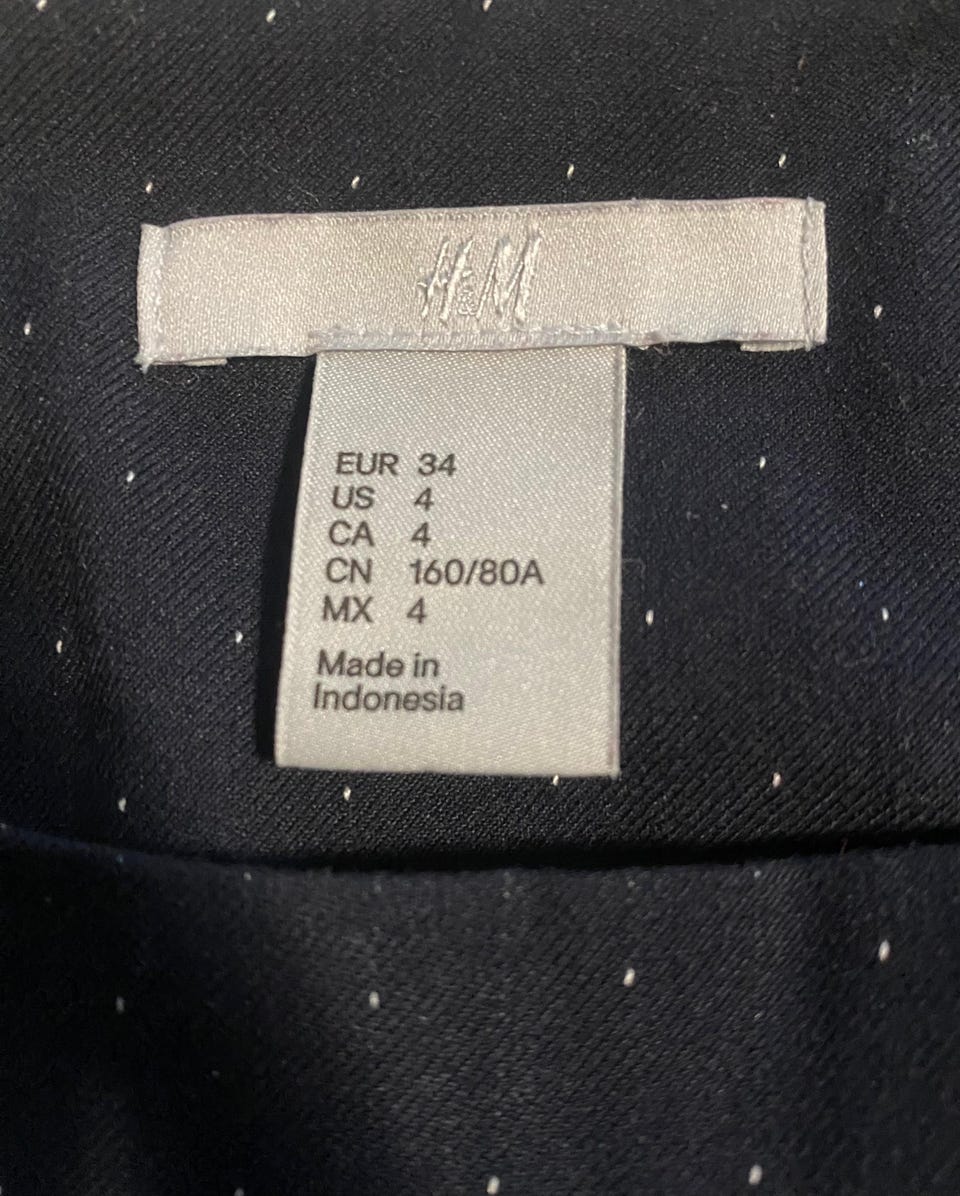 H&M
EUR 34
US 4
CA 4
CN 160/80A
MX 4
Made in
Indonesia